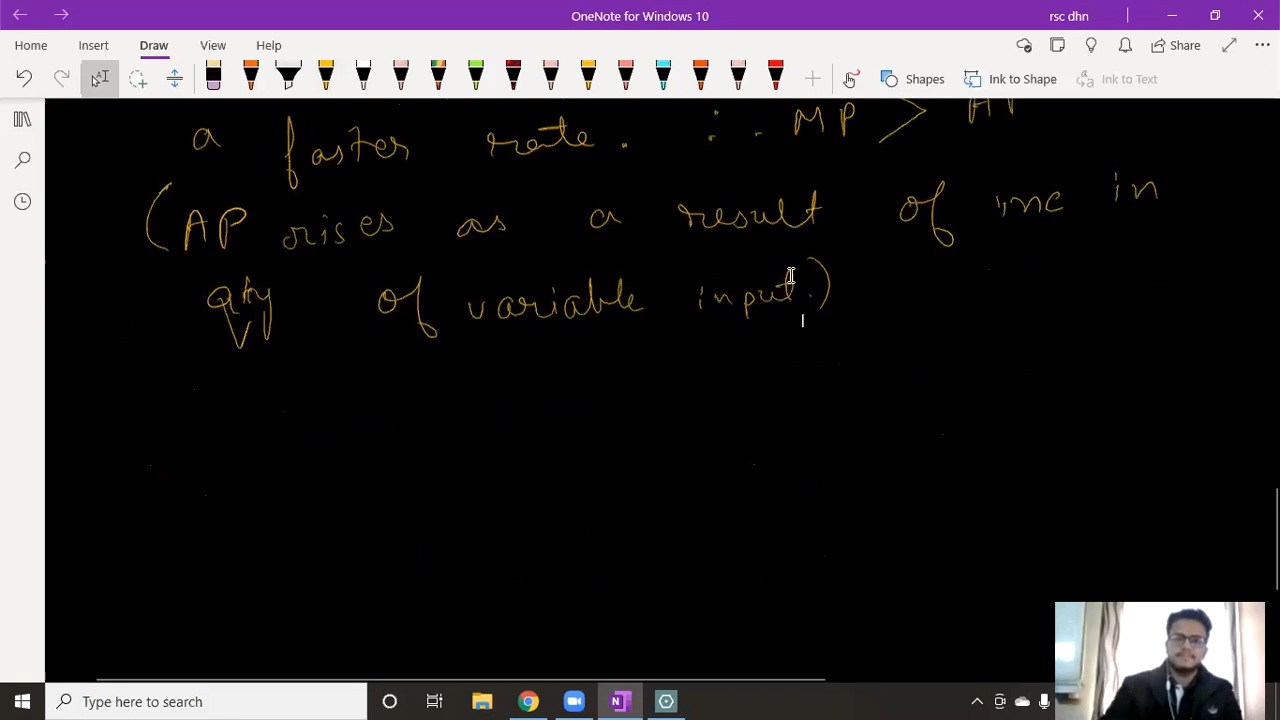 OneNote for Windows 10
rsc dhn
Home Insert Draw View Help
Share
Shapes Ink to Shape Ink to Text
a faster rate. ∴ MP > AP
(AP rises as a result of inc in
qty of variable input.)
Type here to search